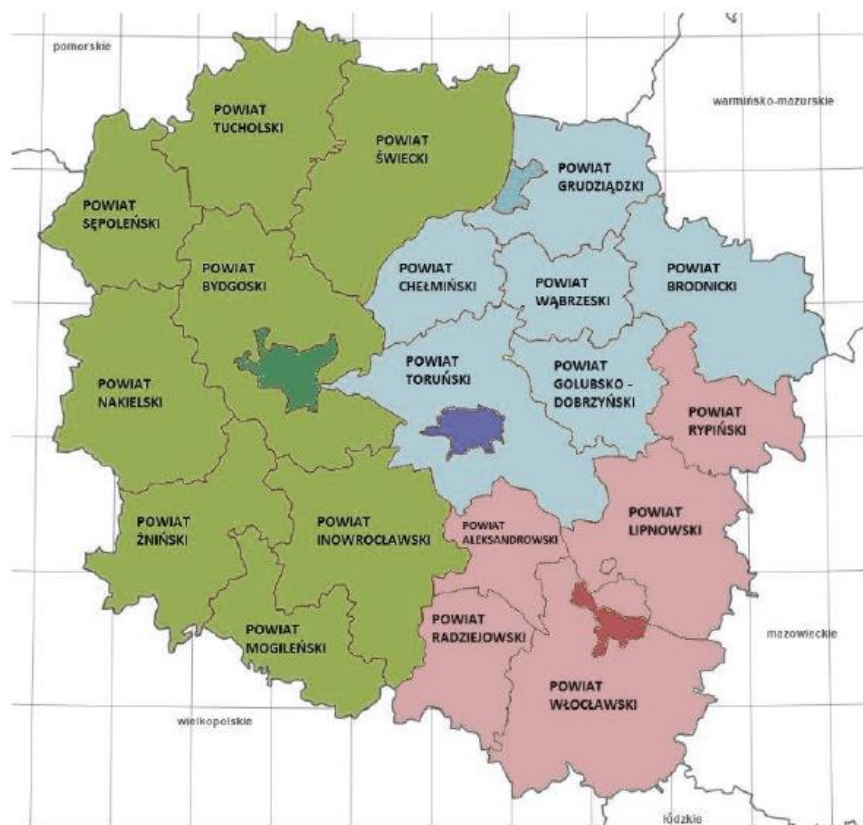 pomorskie
warmińsko-mazurskie
POWIAT
TUCHOLSKI
POWIAT
ŚWIECKI
POWIAT
GRUDZIĄDZKI
POWIAT
SĘPOLEŃSKI
POWIAT
BYDGOSKI
POWIAT
CHEŁMIŃSKI
POWIAT
WĄBRZESKI
POWIAT
BRODNICKI
POWIAT
NAKIELSKI
POWIAT
TORUŃSKI
POWIAT
GOLUBSKO -
DOBRZYŃSKI
POWIAT
RYPIŃSKI
POWIAT
ŻNIŃSKI
POWIAT
INOWROCŁAWSKI
POWIAT
ALEKSANDROWSKI
POWIAT
LIPNOWSKI
POWIAT
MOGILEŃSKI
POWIAT
RADZIEJOWSKI
mazowieckie
POWIAT
WŁOCŁAWSKI
wielkopolskie
łódzkie